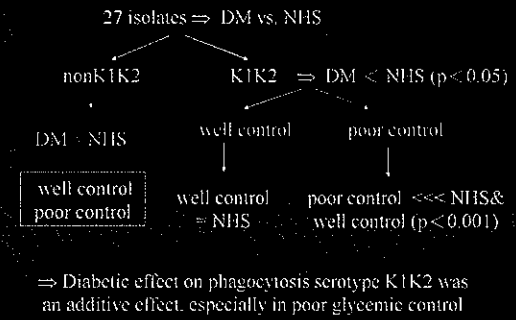 27 isolates ⇒ DM vs. NHS
nonK1K2
K1K2 ⇒ DM < NHS (p<0.05)
DM NHS
well control
poor control
well control
poor control
well control
= NHS
poor control <<< NHS&
well control (p<0.001)
⇒ Diabetic effect on phagocytosis serotype K1K2 was
an additive effect, especially in poor glycemic control